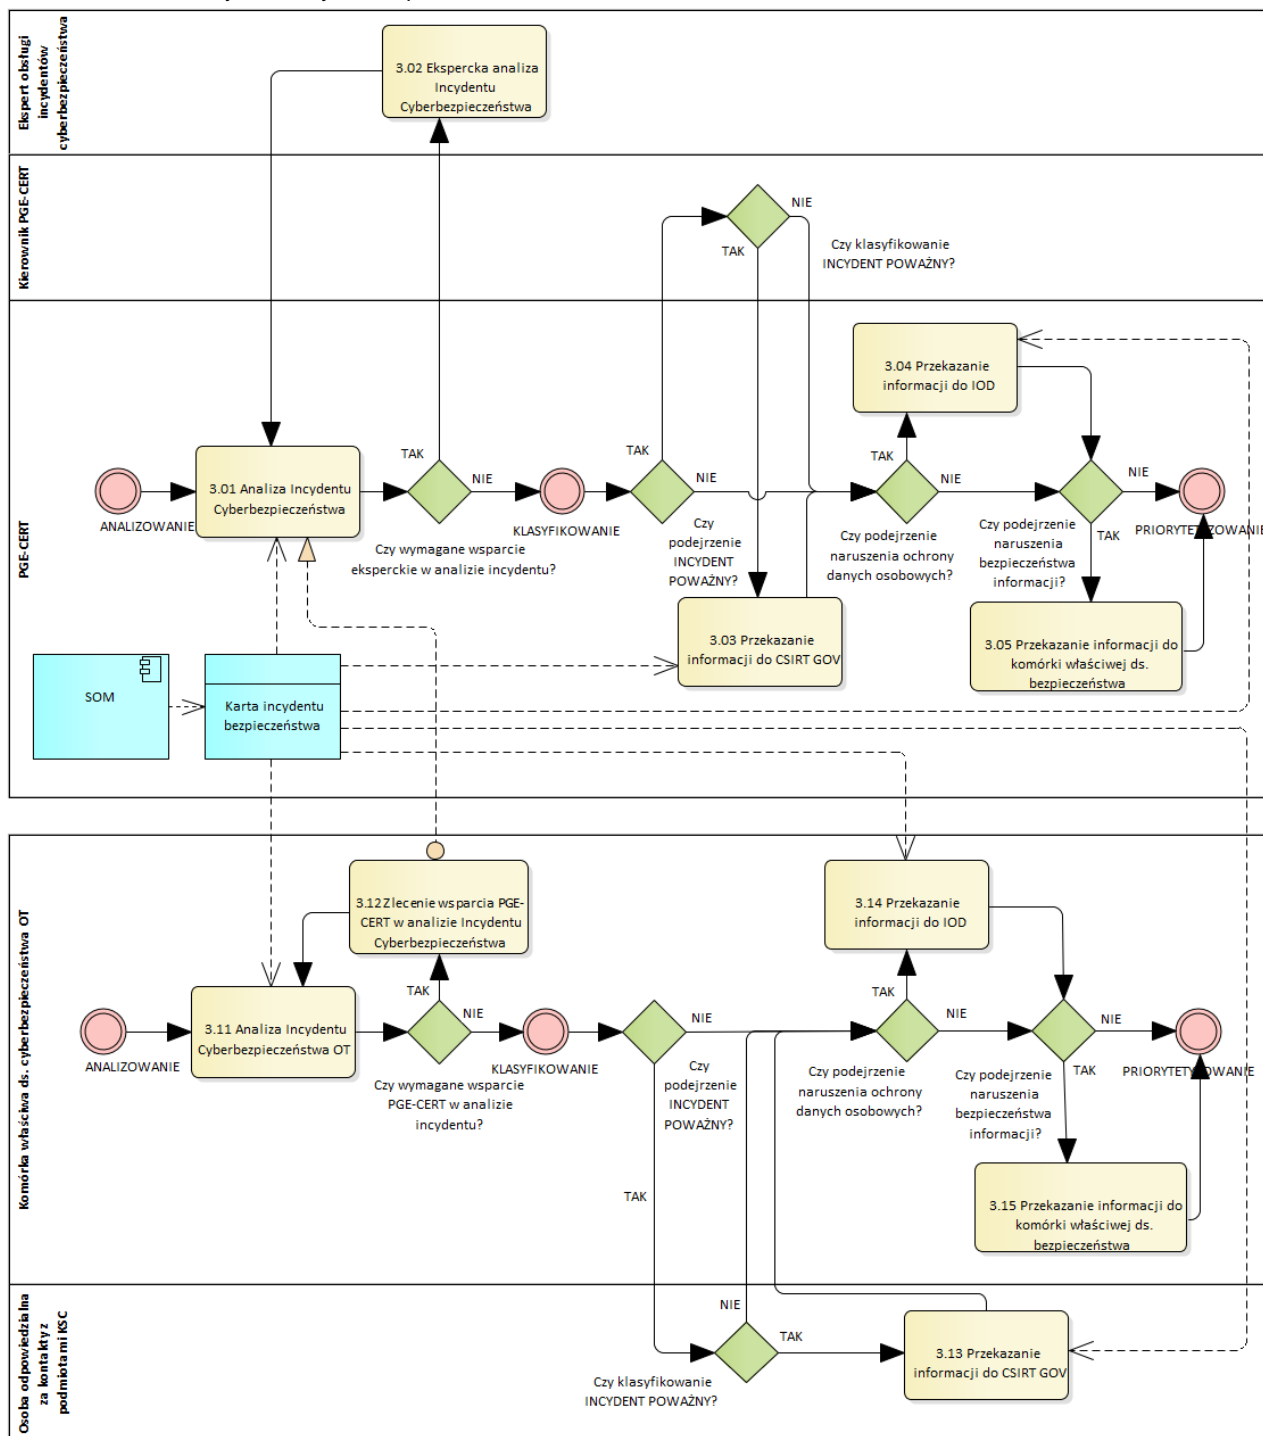 Ekspert obsługi
incydentów
cyberbezpieczeństwa
3.02 Ekspercka analiza
Incydentu
Cyberbezpieczeństwa
Kierownik PGE-CERT
NIE
TAK
Czy klasyfikowanie
INCYDENT POWAŻNY?
PGE-CERT
3.04 Przekazanie
informacji do IOD
TAK
TAK
TAK
NIE
NIE
NIE
NIE
3.01 Analiza Incydentu
Cyberbezpieczeństwa
ANALIZOWANIE
KLASYFIKOWANIE
PRIORYTETYZOWANIE
TAK
Czy wymagane wsparcie
eksperckie w analizie incydentu?
Czy
podejrzenie
INCYDENT
POWAŻNY?
Czy podejrzenie
naruszenia ochrony
danych osobowych?
Czy podejrzenie
naruszenia
bezpieczeństwa
informacji?
3.03 Przekazanie
informacji do CSIRT GOV
3.05 Przekazanie informacji do
komórki właściwej ds.
bezpieczeństwa
SOM
Karta incydentu
bezpieczeństwa
Komórka właściwa ds. cyberbezpieczeństwa OT
3.12 Zlecenie wsparcia PGE-
CERT w analizie Incydentu
Cyberbezpieczeństwa
3.14 Przekazanie
informacji do IOD
TAK
TAK
NIE
NIE
NIE
NIE
3.11 Analiza Incydentu
Cyberbezpieczeństwa OT
ANALIZOWANIE
KLASYFIKOWANIE
TAK
Czy wymagane wsparcie
PGE-CERT w analizie
incydentu?
Czy
podejrzenie
INCYDENT
POWAŻNY?
Czy podejrzenie
naruszenia ochrony
danych osobowych?
Czy podejrzenie
naruszenia
bezpieczeństwa
informacji?
PRIORYTETYZOWANIE
TAK
3.15 Przekazanie informacji do
komórki właściwej ds.
bezpieczeństwa
Osoba odpowiedzialna
za kontakty z
podmiotami KSC
NIE
TAK
3.13 Przekazanie
informacji do CSIRT GOV
Czy klasyfikowanie
INCYDENT POWAŻNY?